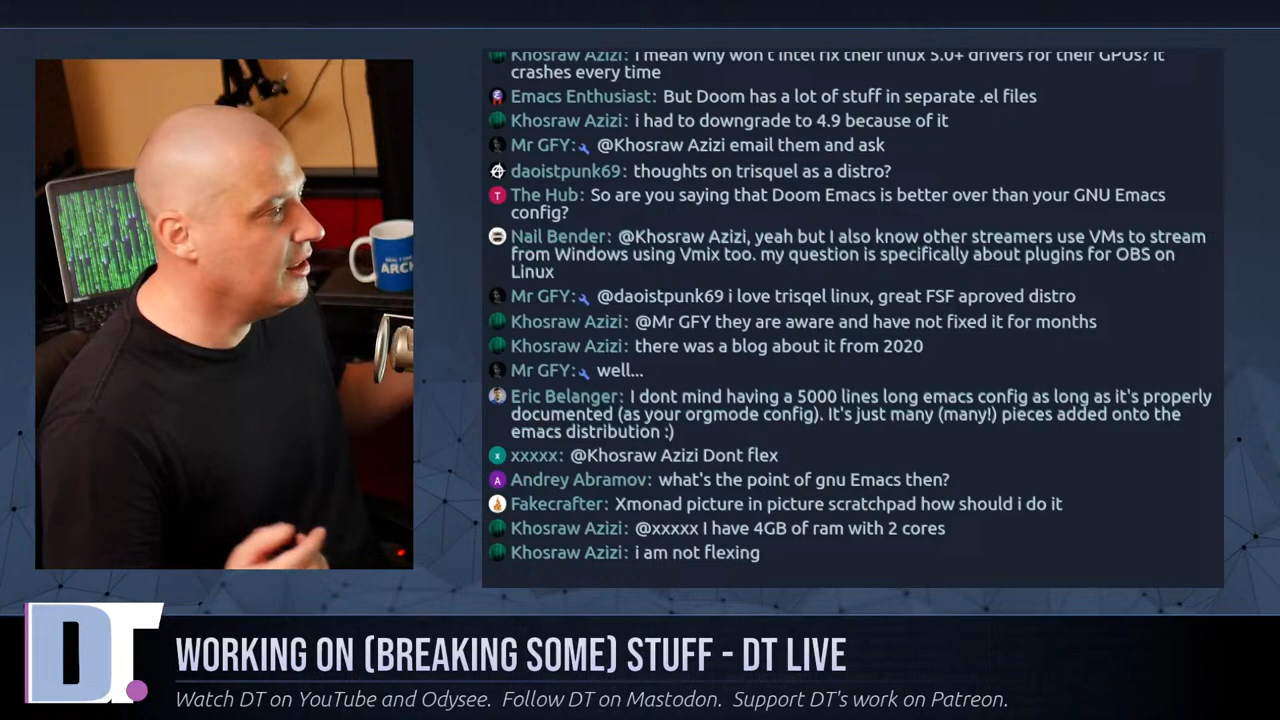 Khosraw Azizi: I mean why won't intel fix their linux 5.0+ drivers for their GPUs? it
crashes every time
Emacs Enthusiast: But Doom has a lot of stuff in separate .el files
Khosraw Azizi: i had to downgrade to 4.9 because of it
Mr GFY: @Khosraw Azizi email them and ask
daoistpunk69: thoughts on trisquel as a distro?
T The Hub: So are you saying that Doom Emacs is better over than your GNU Emacs
config?
Nail Bender: @Khosraw Azizi, yeah but I also know other streamers use VMs to stream
from Windows using Vmix too. my question is specifically about plugins for OBS on
Linux
Mr GFY: @daoistpunk69 i love trisqel linux, great FSF aproved distro
Khosraw Azizi: @Mr GFY they are aware and have not fixed it for months
Khosraw Azizi: there was a blog about it from 2020
Mr GFY: well...
Eric Belanger: I dont mind having a 5000 lines long emacs config as long as it's properly
documented (as your orgmode config). It's just many (many!) pieces added onto the
emacs distribution :)
x xxxxx: @Khosraw Azizi Dont flex
A Andrey Abramov: what's the point of gnu Emacs then?
Fakecrafter: Xmonad picture in picture scratchpad how should i do it
Khosraw Azizi: @xxxxx I have 4GB of ram with 2 cores
Khosraw Azizi: i am not flexing
ARCH
DT.
WORKING ON (BREAKING SOME) STUFF - DT LIVE
Watch DT on YouTube and Odysee. Follow DT on Mastodon. Support DT's work on Patreon.